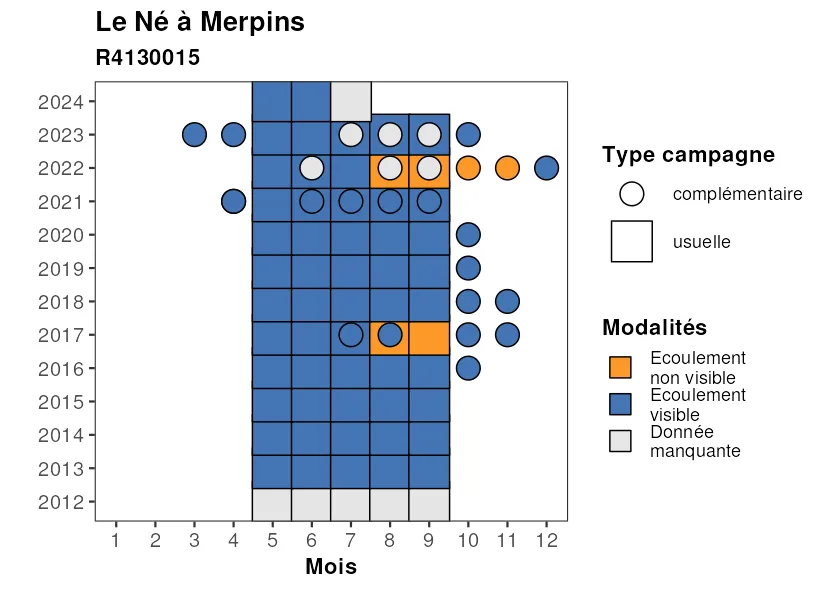 Le Né à Merpins
R4130015
2024
2023
2022
2021
2020
2019
2018
2017
2016
2015
2014
2013
2012
1 2 3 4 5 6 7 8 9 10 11 12
Mois
Type campagne
complémentaire
usuelle
Modalités
Ecoulement
non visible
Ecoulement
visible
Donnée
manquante